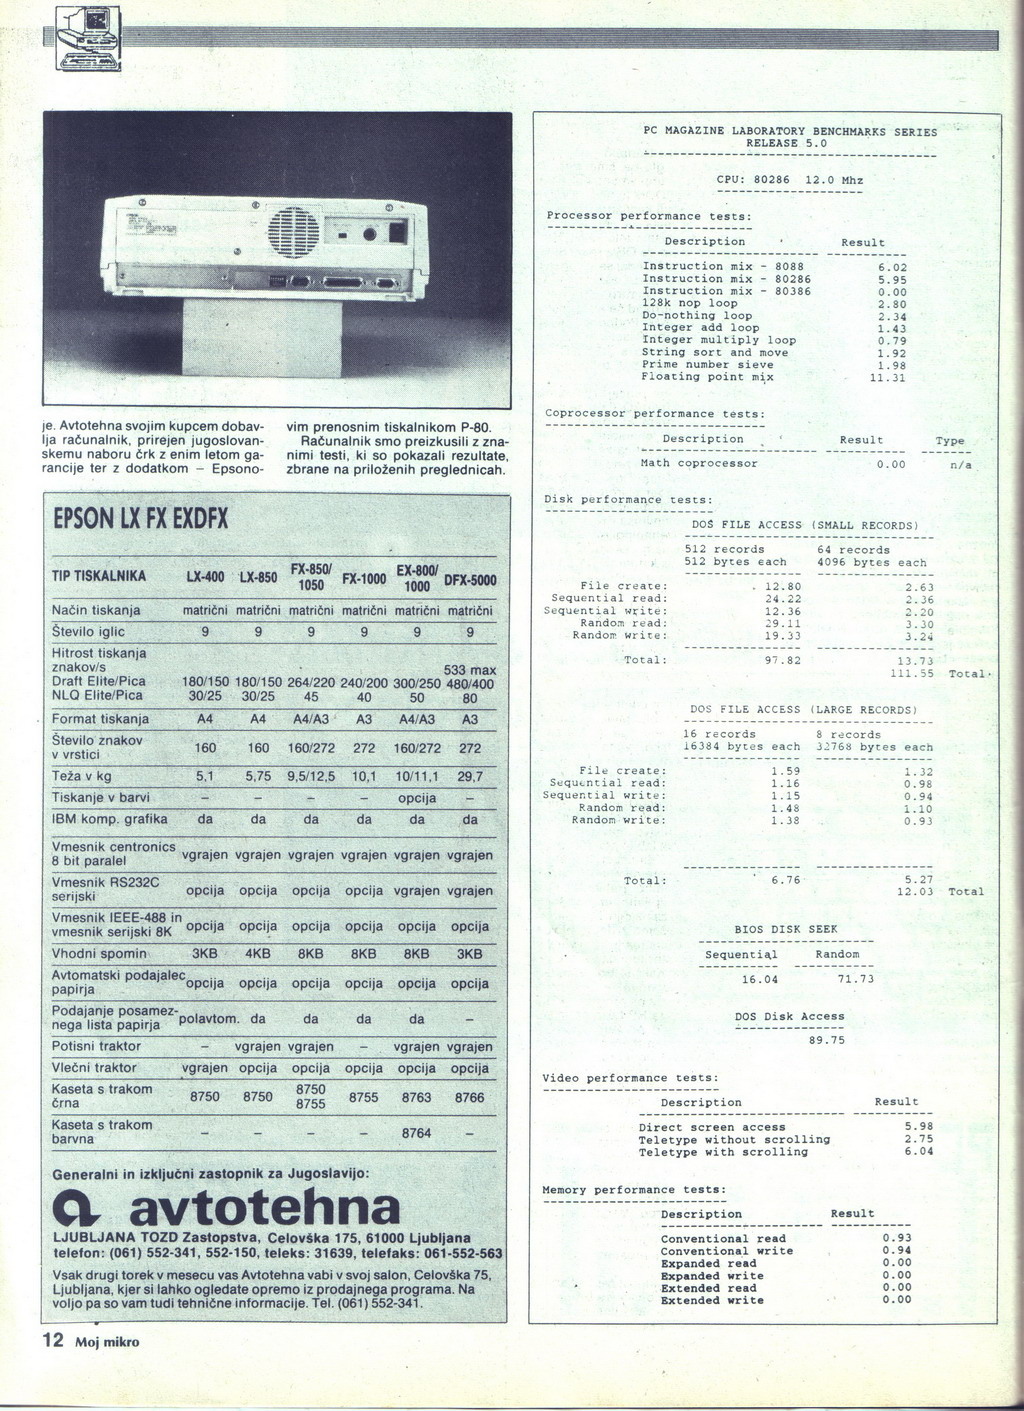 je. Avtotehna svojim kupcem dobav-
lja računalnik, prirejen jugoslovan-
skemu naboru črk z enim letom ga-
rancije ter z dodatkom – Epsono-
vim prenosnim tiskalnikom P-80.
Računalnik smo preizkusili z zna-
nimi testi, ki so pokazali rezultate,
zbrane na priloženih preglednicah.
EPSON LX FX EXDFX
TIP TISKALNIKA LX-400 LX-850 FX-850/1050 FX-1000 EX-800/1000 DFX-5000
Način tiskanja matrični matrični matrični matrični matrični matrični
Število iglic 9 9 9 9 9 9
Hitrost tiskanja
znakov/s 533 max
Draft Elite/Pica 180/150 180/150 264/220 240/200 300/250 480/400
NLQ Elite/Pica 30/25 30/25 45 40 50 80
Format tiskanja A4 A4 A4/A3 A3 A4/A3 A3
Število znakov
v vrstici 160 160 160/272 272 160/272 272
Teža v kg 5,1 5,75 9,5/12,5 10,1 10/11,1 29,7
Tiskanje v barvi – – – – opcija –
IBM komp. grafika da da da da da da
Vmesnik centronics
8 bit paralel vgrajen vgrajen vgrajen vgrajen vgrajen vgrajen
Vmesnik RS232C
serijski opcija opcija opcija opcija vgrajen vgrajen
Vmesnik IEEE-488 in
vmesnik serijski 8K opcija opcija opcija opcija opcija opcija
Vhodni spomin 3KB 4KB 8KB 8KB 8KB 3KB
Avtomatski podajalec
papirja opcija opcija opcija opcija opcija opcija
Podajanje posamez-
nega lista papirja polavtom. da da da da –
Potisni traktor – vgrajen vgrajen – vgrajen vgrajen
Vlečni traktor vgrajen opcija opcija opcija opcija opcija
Kaseta s trakom
črna 8750 8750 8750 8755 8755 8763 8766
Kaseta s trakom
barvna – – – – 8764 –
Generalni in izključni zastopnik za Jugoslavijo:
avtotehna
LJUBLJANA TOZD Zastopstva, Celovška 175, 61000 Ljubljana
telefon: (061) 552-341, 552-150, teleks: 31639, telefaks: 061-552-563
Vsak drugi torek v mesecu vas Avtotehna vabi v svoj salon, Celovška 75,
Ljubljana, kjer si lahko ogledate opremo iz prodajnega programa. Na
voljo pa so vam tudi tehnične informacije. Tel. (061) 552-341.
12 Moj mikro
PC MAGAZINE LABORATORY BENCHMARKS SERIES
RELEASE 5.0
CPU: 80286 12.0 Mhz
Processor performance tests:
Description Result
Instruction mix - 8088 6.02
Instruction mix - 80286 5.95
Instruction mix - 80386 0.00
128k nop loop 2.80
Do-nothing loop 2.34
Integer add loop 1.43
Integer multiply loop 0.79
String sort and move 1.92
Prime number sieve 1.98
Floating point mix 11.31
Coprocessor performance tests:
Description Result Type
Math coprocessor 0.00 n/a
Disk performance tests:
DOS FILE ACCESS (SMALL RECORDS)
512 records 64 records
512 bytes each 4096 bytes each
File create: 12.80 2.63
Sequential read: 24.22 2.36
Sequential write: 12.36 2.20
Random read: 29.11 3.30
Random write: 19.33 3.24
Total: 97.82 13.73
111.55 Total
DOS FILE ACCESS (LARGE RECORDS)
16 records 8 records
16384 bytes each 32768 bytes each
File create: 1.59 1.32
Sequential read: 1.16 0.98
Sequential write: 1.15 0.94
Random read: 1.48 1.10
Random write: 1.38 0.93
Total: 6.76 5.27
12.03 Total
BIOS DISK SEEK
Sequential Random
16.04 71.73
DOS Disk Access
89.75
Video performance tests:
Description Result
Direct screen access 5.98
Teletype without scrolling 2.75
Teletype with scrolling 6.04
Memory performance tests:
Description Result
Conventional read 0.93
Conventional write 0.94
Expanded read 0.00
Expanded write 0.00
Extended read 0.00
Extended write 0.00